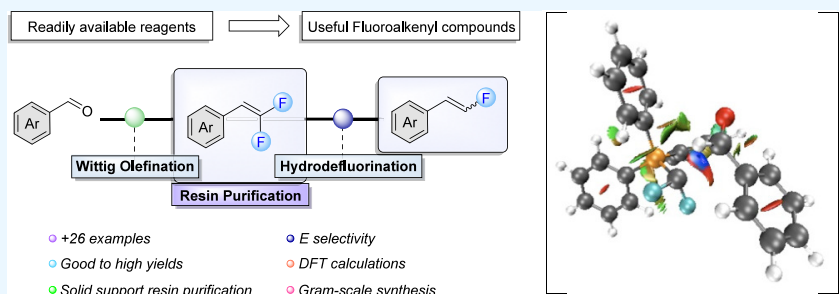 Readily available reagents
Useful Fluoroalkenyl compounds
Ar
O
Ar
F
F
Ar
F
Wittig Olefination
Hydrodefluorination
Resin Purification
+26 examples
E selectivity
Good to high yields
DFT calculations
Solid support resin purification
Gram-scale synthesis